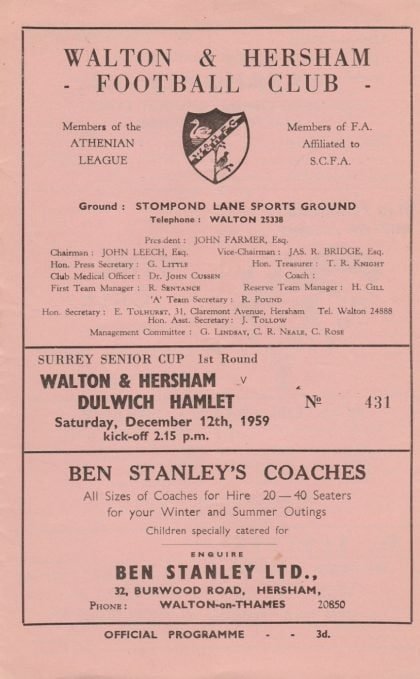 WALTON & HERSHAM
- FOOTBALL CLUB -
Members of the
ATHENIAN
LEAGUE
W & H F C
Members of F.A.
Affiliated to
S.C.F.A.
Ground : STOMPOND LANE SPORTS GROUND
Telephone : WALTON 25338
President : JOHN FARMER, Esq.
Chairman : JOHN LEECH, Esq. Vice-Chairman : JAS. R. BRIDGE, Esq.
Hon. Press Secretary : G. LITTLE Hon. Treasurer : T. R. KNIGHT
Club Medical Officer : Dr. JOHN CUSSEN Coach :
First Team Manager : R. SENTANCE Reserve Team Manager : H. GILL
'A' Team Secretary : R. POUND
Hon. Secretary : E. TOLHURST, 31, Claremont Avenue, Hersham Tel. Walton 24888
Hon. Asst. Secretary : J. TOLLOW
Management Committee : G. LINDSAY, C. R. NEALE, C. ROSE
SURREY SENIOR CUP 1st Round
WALTON & HERSHAM v
DULWICH HAMLET
Saturday, December 12th, 1959
kick-off 2.15 p.m.
No 431
BEN STANLEY'S COACHES
All Sizes of Coaches for Hire 20 — 40 Seaters
for your Winter and Summer Outings
Children specially catered for
ENQUIRE
BEN STANLEY LTD.,
32, BURWOOD ROAD, HERSHAM,
PHONE : WALTON-on-THAMES 20850
OFFICIAL PROGRAMME - - 3d.